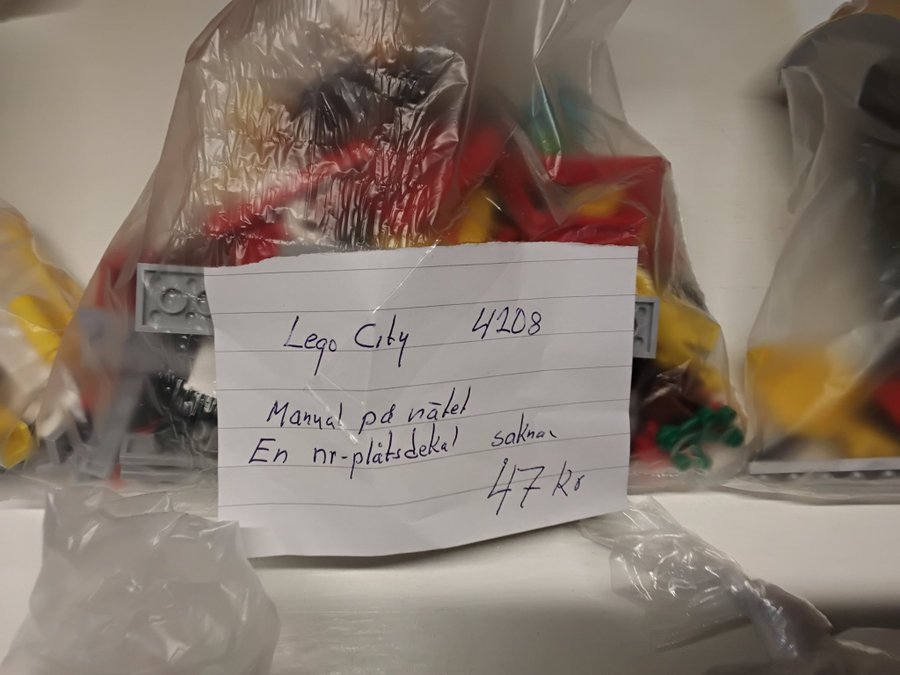 Lego City 4208
Manual på nätet
En nr-plåtsdekal saknas
47 kr